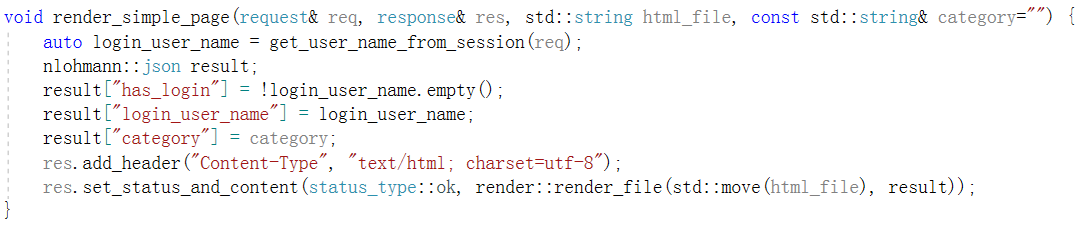 void render_simple_page(request& req, response& res, std::string html_file, const std::string& category="") {
    auto login_user_name = get_user_name_from_session(req);
    nlohmann::json result;
    result["has_login"] = !login_user_name.empty();
    result["login_user_name"] = login_user_name;
    result["category"] = category;
    res.add_header("Content-Type", "text/html; charset=utf-8");
    res.set_status_and_content(status_type::ok, render::render_file(std::move(html_file), result));
}